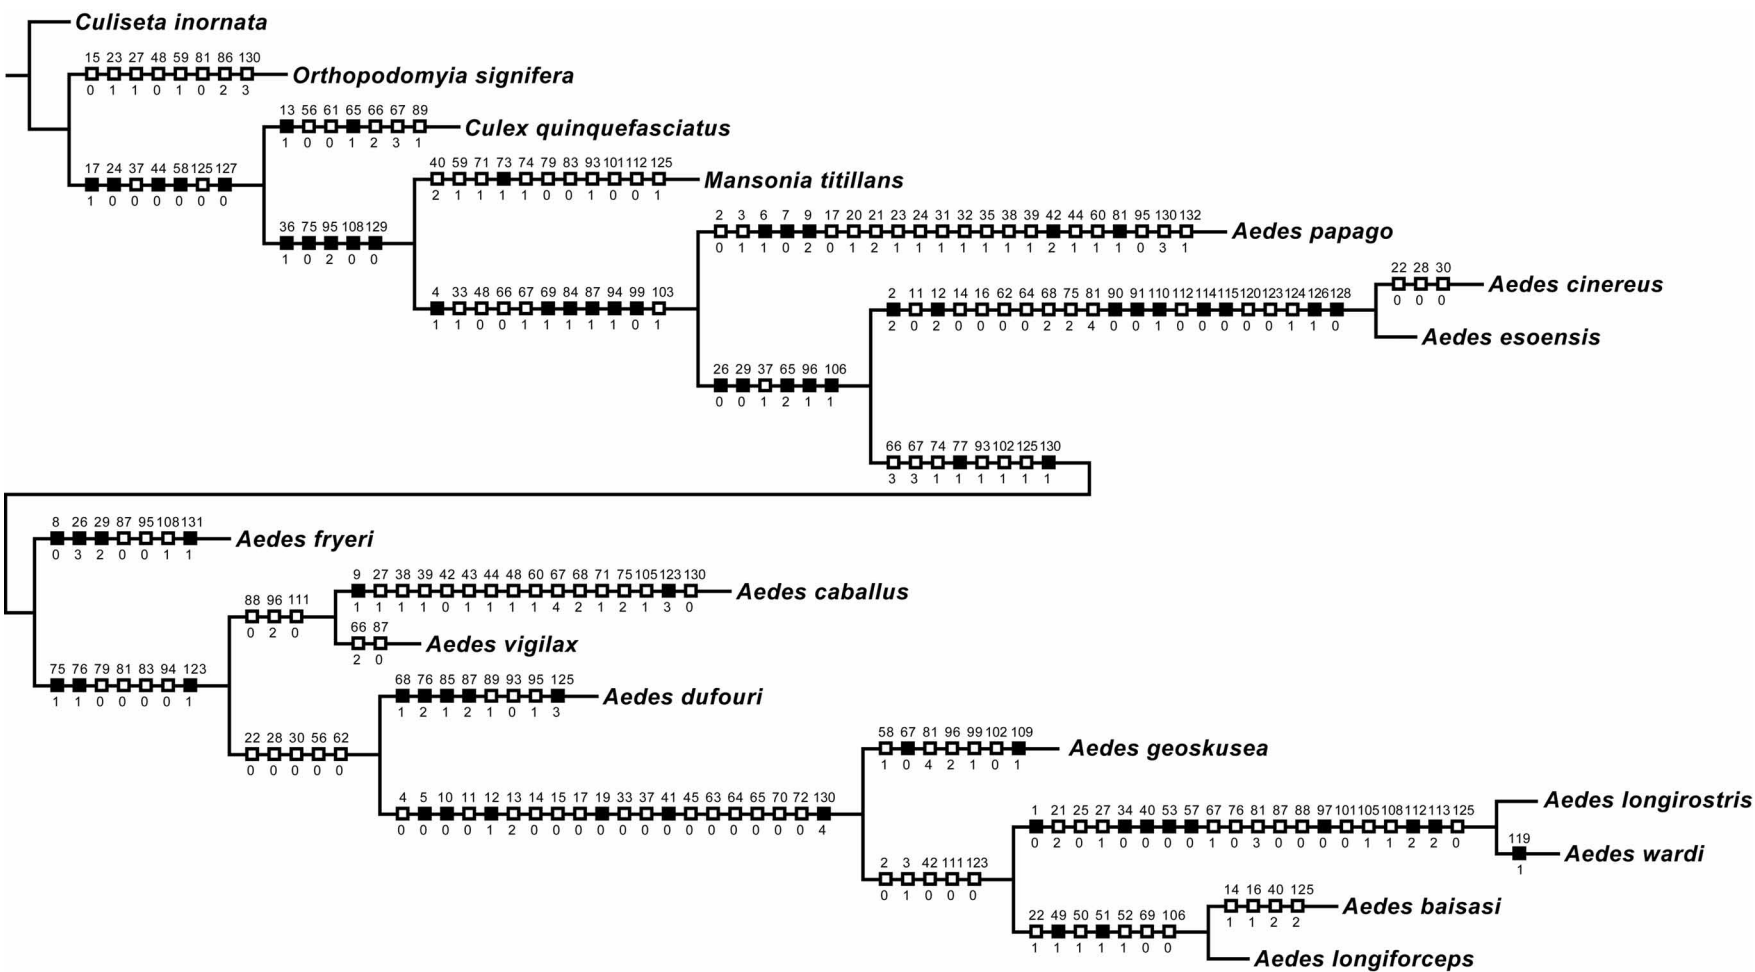 Culiseta inornata
15 23 27 48 59 81 86 130
Orthopodomyia signifera
0 1 1 0 1 0 2 3
13 56 61 65 66 67 89
Culex quinquefasciatus
1 0 0 1 2 3 1
17 24 37 44 58 125 127
1 0 0 0 0 0 0
40 59 71 73 74 79 83 93 101 112 125
Mansonia titillans
2 1 1 1 1 0 0 1 0 0 1
36 75 95 108 129
1 0 2 0 0
2 3 6 7 9 17 20 21 23 24 31 32 35 38 39 42 44 60 81 95 130 132
Aedes papago
0 1 1 0 2 0 1 2 1 1 1 1 1 1 1 2 1 1 1 0 3 1
4 33 48 66 67 69 84 87 94 99 103
1 1 0 0 1 1 1 1 1 0 1
22 28 30
Aedes cinereus
0 0 0
2 11 12 14 16 62 64 68 75 81 90 91 110 112 114 115 120 123 124 126 128
2 0 2 0 0 0 0 2 2 4 0 0 1 0 0 0 0 0 1 1 0
Aedes esoensis
26 29 37 65 96 106
0 0 1 2 1 1
66 67 74 77 93 102 125 130
3 3 1 1 1 1 1 1
8 26 29 87 95 108 131
Aedes fryeri
0 3 2 0 0 1 1
9 27 38 39 42 43 44 48 60 67 68 71 75 105 123 130
Aedes caballus
1 1 1 1 0 1 1 1 1 4 2 1 2 1 3 0
88 96 111
0 2 0
66 87
Aedes vigilax
2 0
75 76 79 81 83 94 123
1 1 0 0 0 0 1
68 76 85 87 89 93 95 125
Aedes dufouri
1 2 1 2 1 0 1 3
22 28 30 56 62
0 0 0 0 0
58 67 81 96 99 102 109
Aedes geoskusea
1 0 4 2 1 0 1
4 5 10 11 12 13 14 15 17 19 33 37 41 45 63 64 65 70 72 130
0 0 0 0 1 2 0 0 0 0 0 0 0 0 0 0 0 0 0 4
1 21 25 27 34 40 53 57 67 76 81 87 88 97 101 105 108 112 113 125
Aedes longirostris
0 2 0 1 0 0 0 0 1 0 3 0 0 0 0 1 1 2 2 0
119
Aedes wardi
1
2 3 42 111 123
0 1 0 0 0
14 16 40 125
Aedes baisasi
1 1 2 2
22 49 50 51 52 69 106
1 1 1 1 1 0 0
Aedes longiforceps